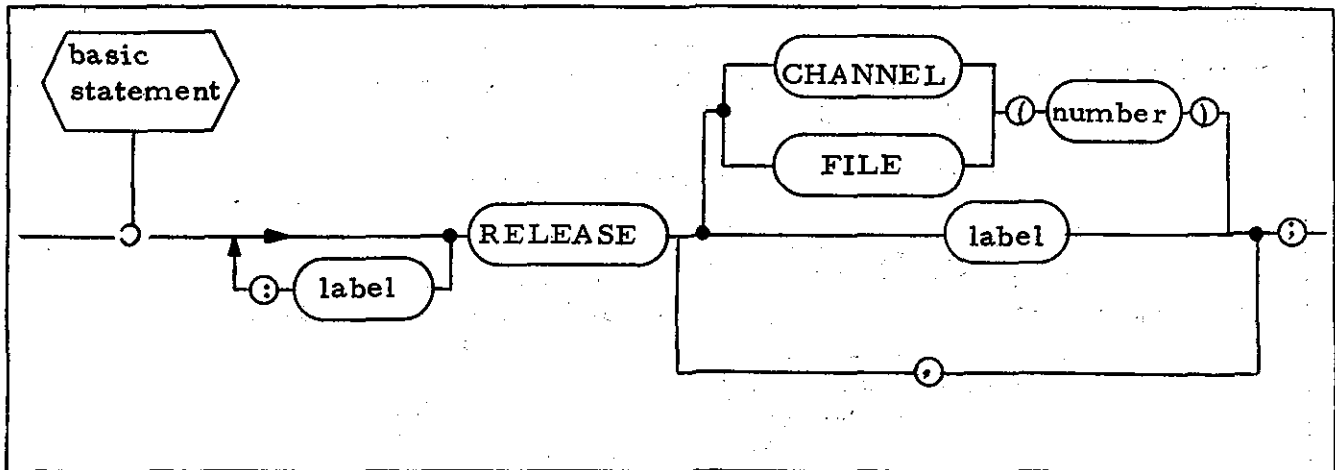 basic
statement
CHANNEL
( number )
FILE
RELEASE
label
;
: label
,